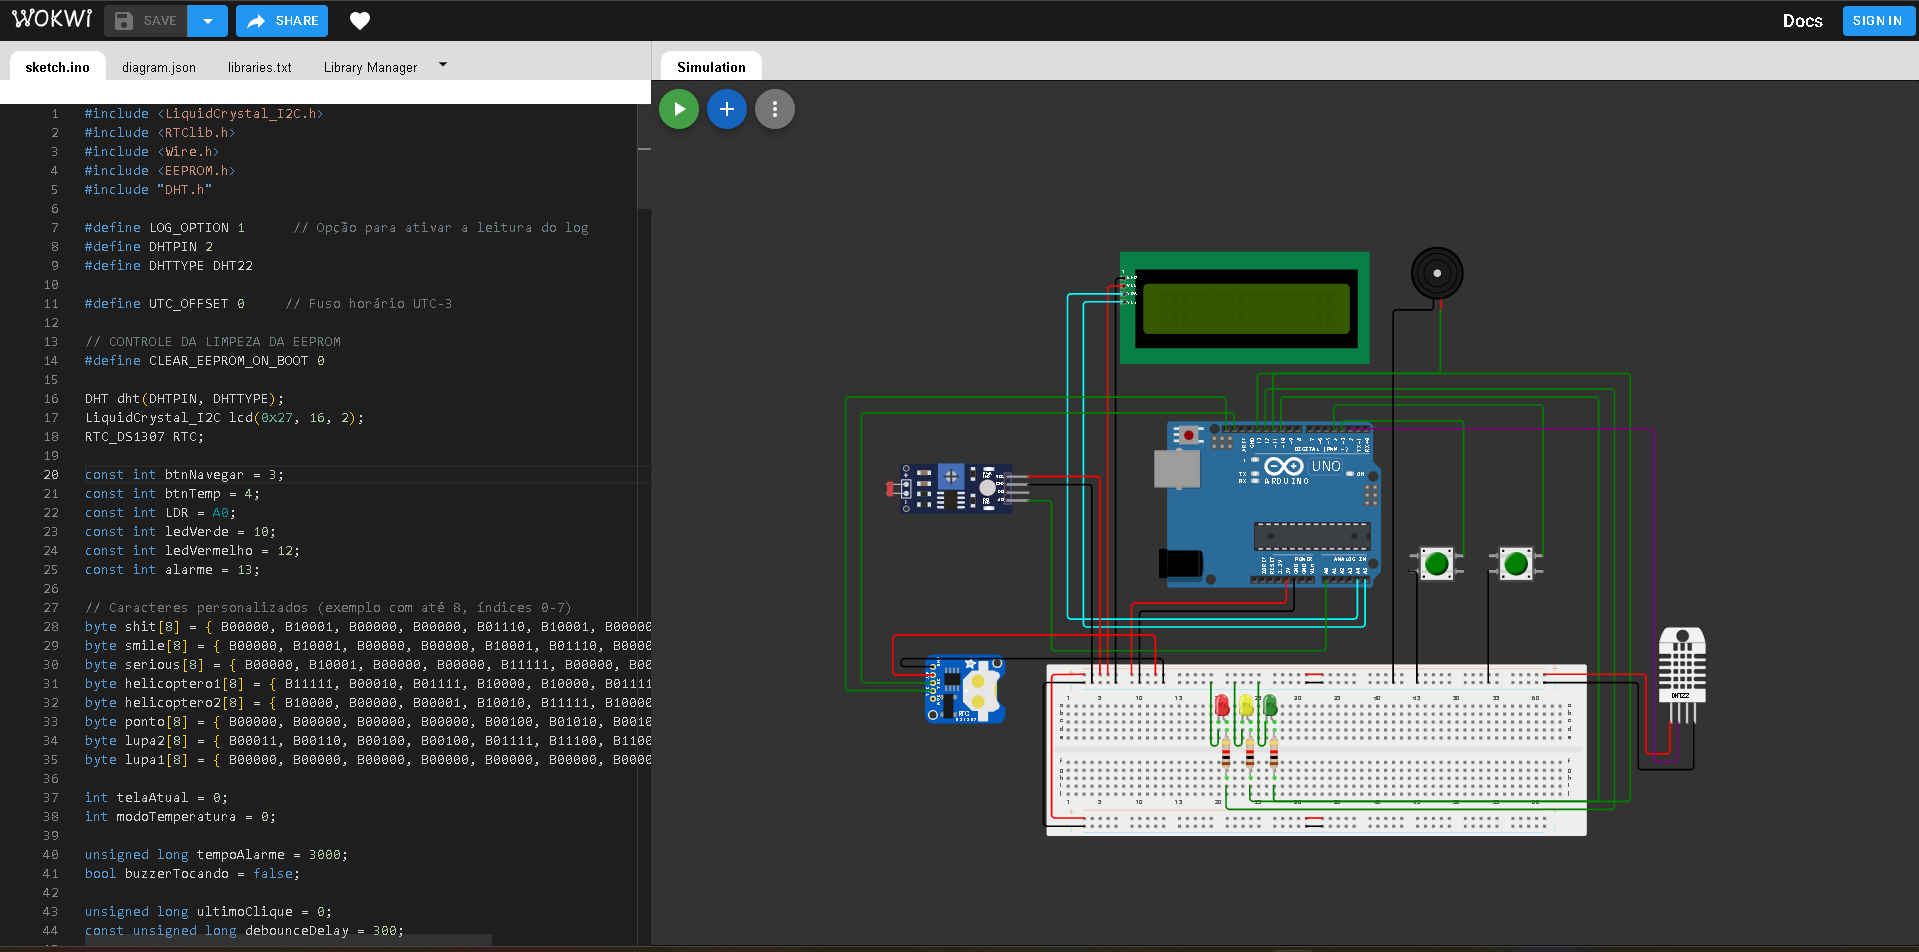 WOKWI
SAVE
SHARE
Docs
SIGN IN
sketch.ino
diagram.json
libraries.txt
Library Manager
Simulation
1 #include <LiquidCrystal_I2C.h>
2 #include <RTClib.h>
3 #include <Wire.h>
4 #include <EEPROM.h>
5 #include "DHT.h"
6
7 #define LOG_OPTION 1 // Opção para ativar a leitura do log
8 #define DHTPIN 2
9 #define DHTTYPE DHT22
10
11 #define UTC_OFFSET 0 // Fuso horário UTC-3
12
13 // CONTROLE DA LIMPEZA DA EEPROM
14 #define CLEAR_EEPROM_ON_BOOT 0
15
16 DHT dht(DHTPIN, DHTTYPE);
17 LiquidCrystal_I2C lcd(0x27, 16, 2);
18 RTC_DS1307 RTC;
19
20 const int btnNavegar = 3;
21 const int btnTemp = 4;
22 const int LDR = A0;
23 const int ledVerde = 10;
24 const int ledVermelho = 12;
25 const int alarme = 13;
26
27 // Caracteres personalizados (exemplo com até 8, índices 0-7)
28 byte shit[8] = { B00000, B10001, B00000, B00000, B01110, B10001, B00000
29 byte smile[8] = { B00000, B10001, B00000, B00000, B10001, B01110, B0000
30 byte serious[8] = { B00000, B10001, B00000, B00000, B11111, B00000, B00
31 byte helicoptero1[8] = { B11111, B00010, B01111, B10000, B10000, B01111
32 byte helicoptero2[8] = { B10000, B00000, B00001, B10010, B11111, B10000
33 byte ponto[8] = { B00000, B00000, B00000, B00000, B00100, B01010, B0010
34 byte lupa2[8] = { B00011, B00110, B00100, B00100, B01111, B11100, B1100
35 byte lupa1[8] = { B00000, B00000, B00000, B00000, B00000, B00000, B0000
36
37 int telaAtual = 0;
38 int modoTemperatura = 0;
39
40 unsigned long tempoAlarme = 3000;
41 bool buzzerTocando = false;
42
43 unsigned long ultimoClique = 0;
44 const unsigned long debounceDelay = 300;
DIGITAL (PWM ~)
UNO
ARDUINO
TX
RX
ON
POWER
ANALOG IN
RTC
DHT22